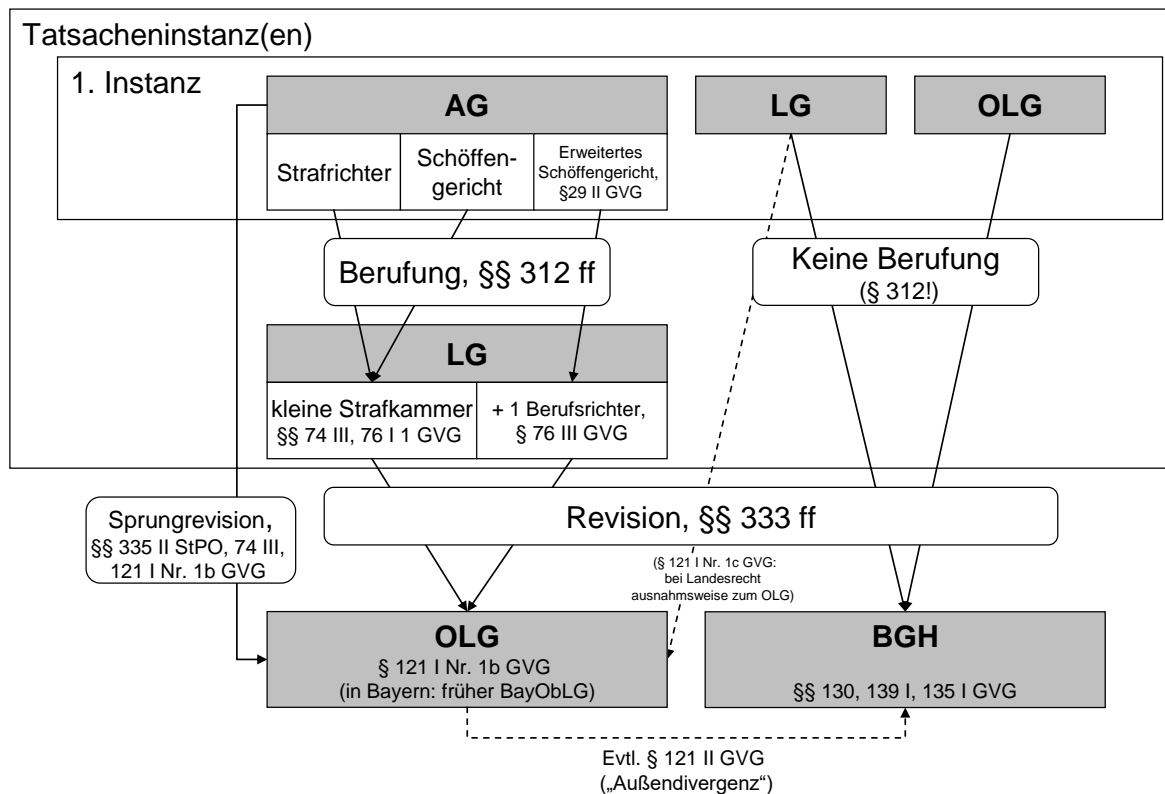 Tatsacheninstanz(en)
1. Instanz
AG
LG
OLG
Strafrichter
Schöffen-
gericht
Erweitertes
Schöffengericht,
§29 II GVG
Berufung, §§ 312 ff
Keine Berufung
(§ 312!)
LG
kleine Strafkammer
§§ 74 III, 76 I 1 GVG
+ 1 Berufsrichter,
§ 76 III GVG
Sprungrevision,
§§ 335 II StPO, 74 III,
121 I Nr. 1b GVG
Revision, §§ 333 ff
(§ 121 I Nr. 1c GVG:
bei Landesrecht
ausnahmsweise zum OLG)
OLG
§ 121 I Nr. 1b GVG
(in Bayern: früher BayObLG)
BGH
§§ 130, 139 I, 135 I GVG
Evtl. § 121 II GVG
(„Außendivergenz“)